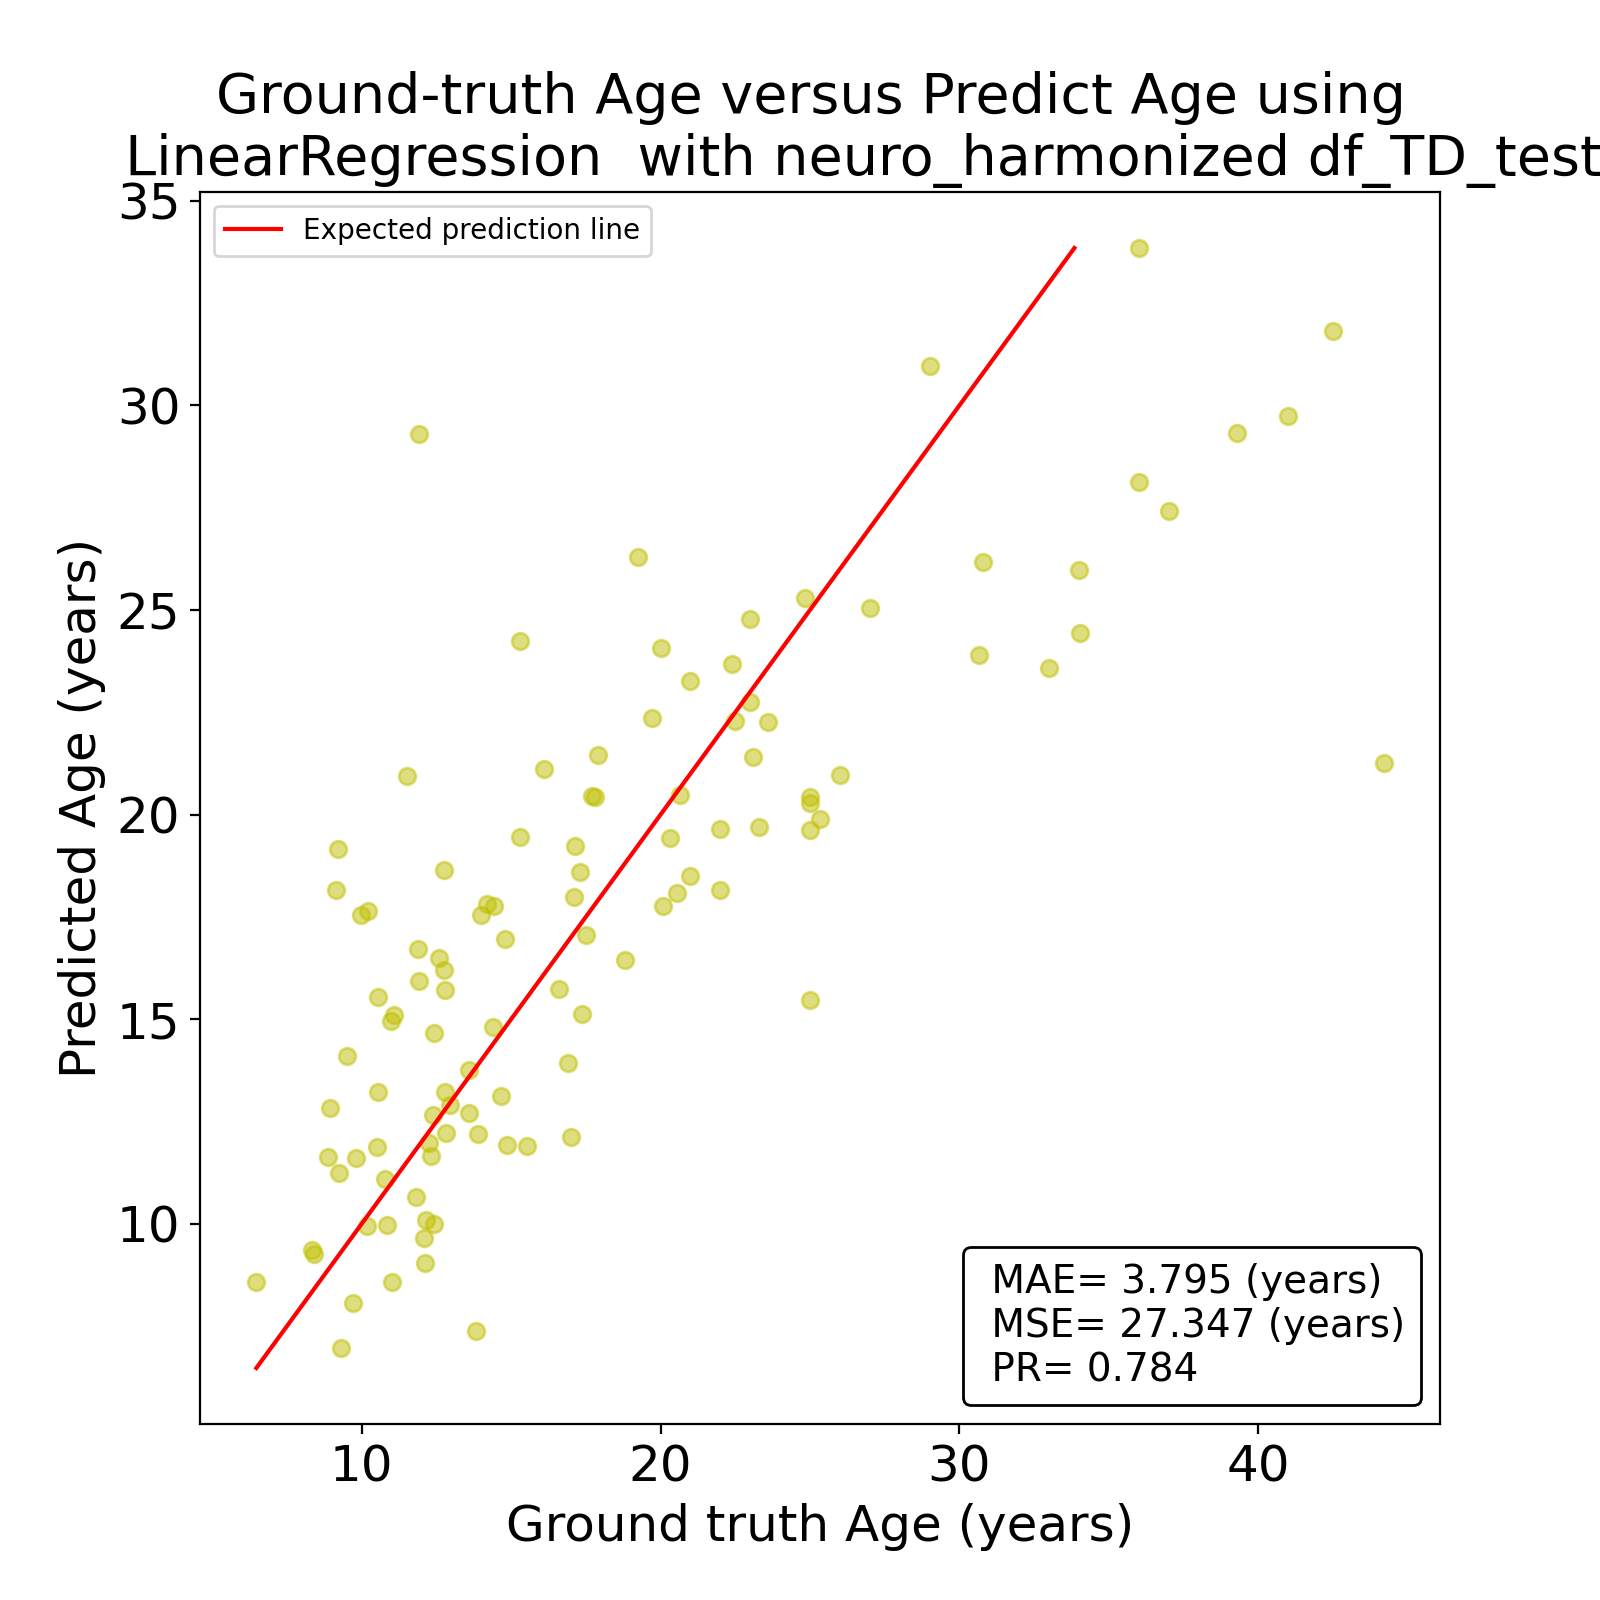 Ground-truth Age versus Predict Age using
LinearRegression  with neuro_harmonized df_TD_test
Expected prediction line
35
30
25
20
15
10
Predicted Age (years)
MAE= 3.795 (years)
MSE= 27.347 (years)
PR= 0.784
10
20
30
40
Ground truth Age (years)